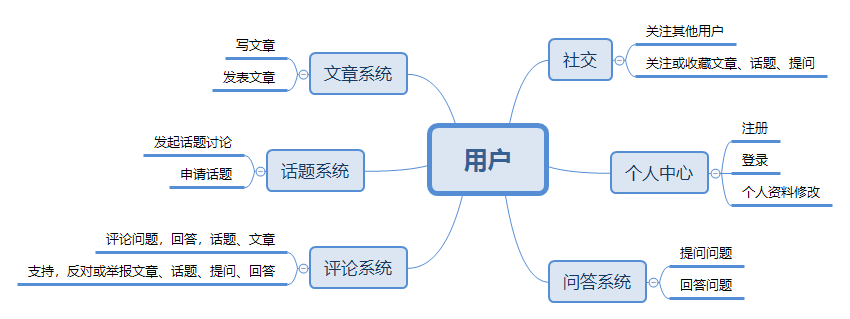 用户
文章系统
写文章
发表文章
话题系统
发起话题讨论
申请话题
评论系统
评论问题，回答，话题、文章
支持，反对或举报文章、话题、提问、回答
社交
关注其他用户
关注或收藏文章、话题、提问
个人中心
注册
登录
个人资料修改
问答系统
提问问题
回答问题